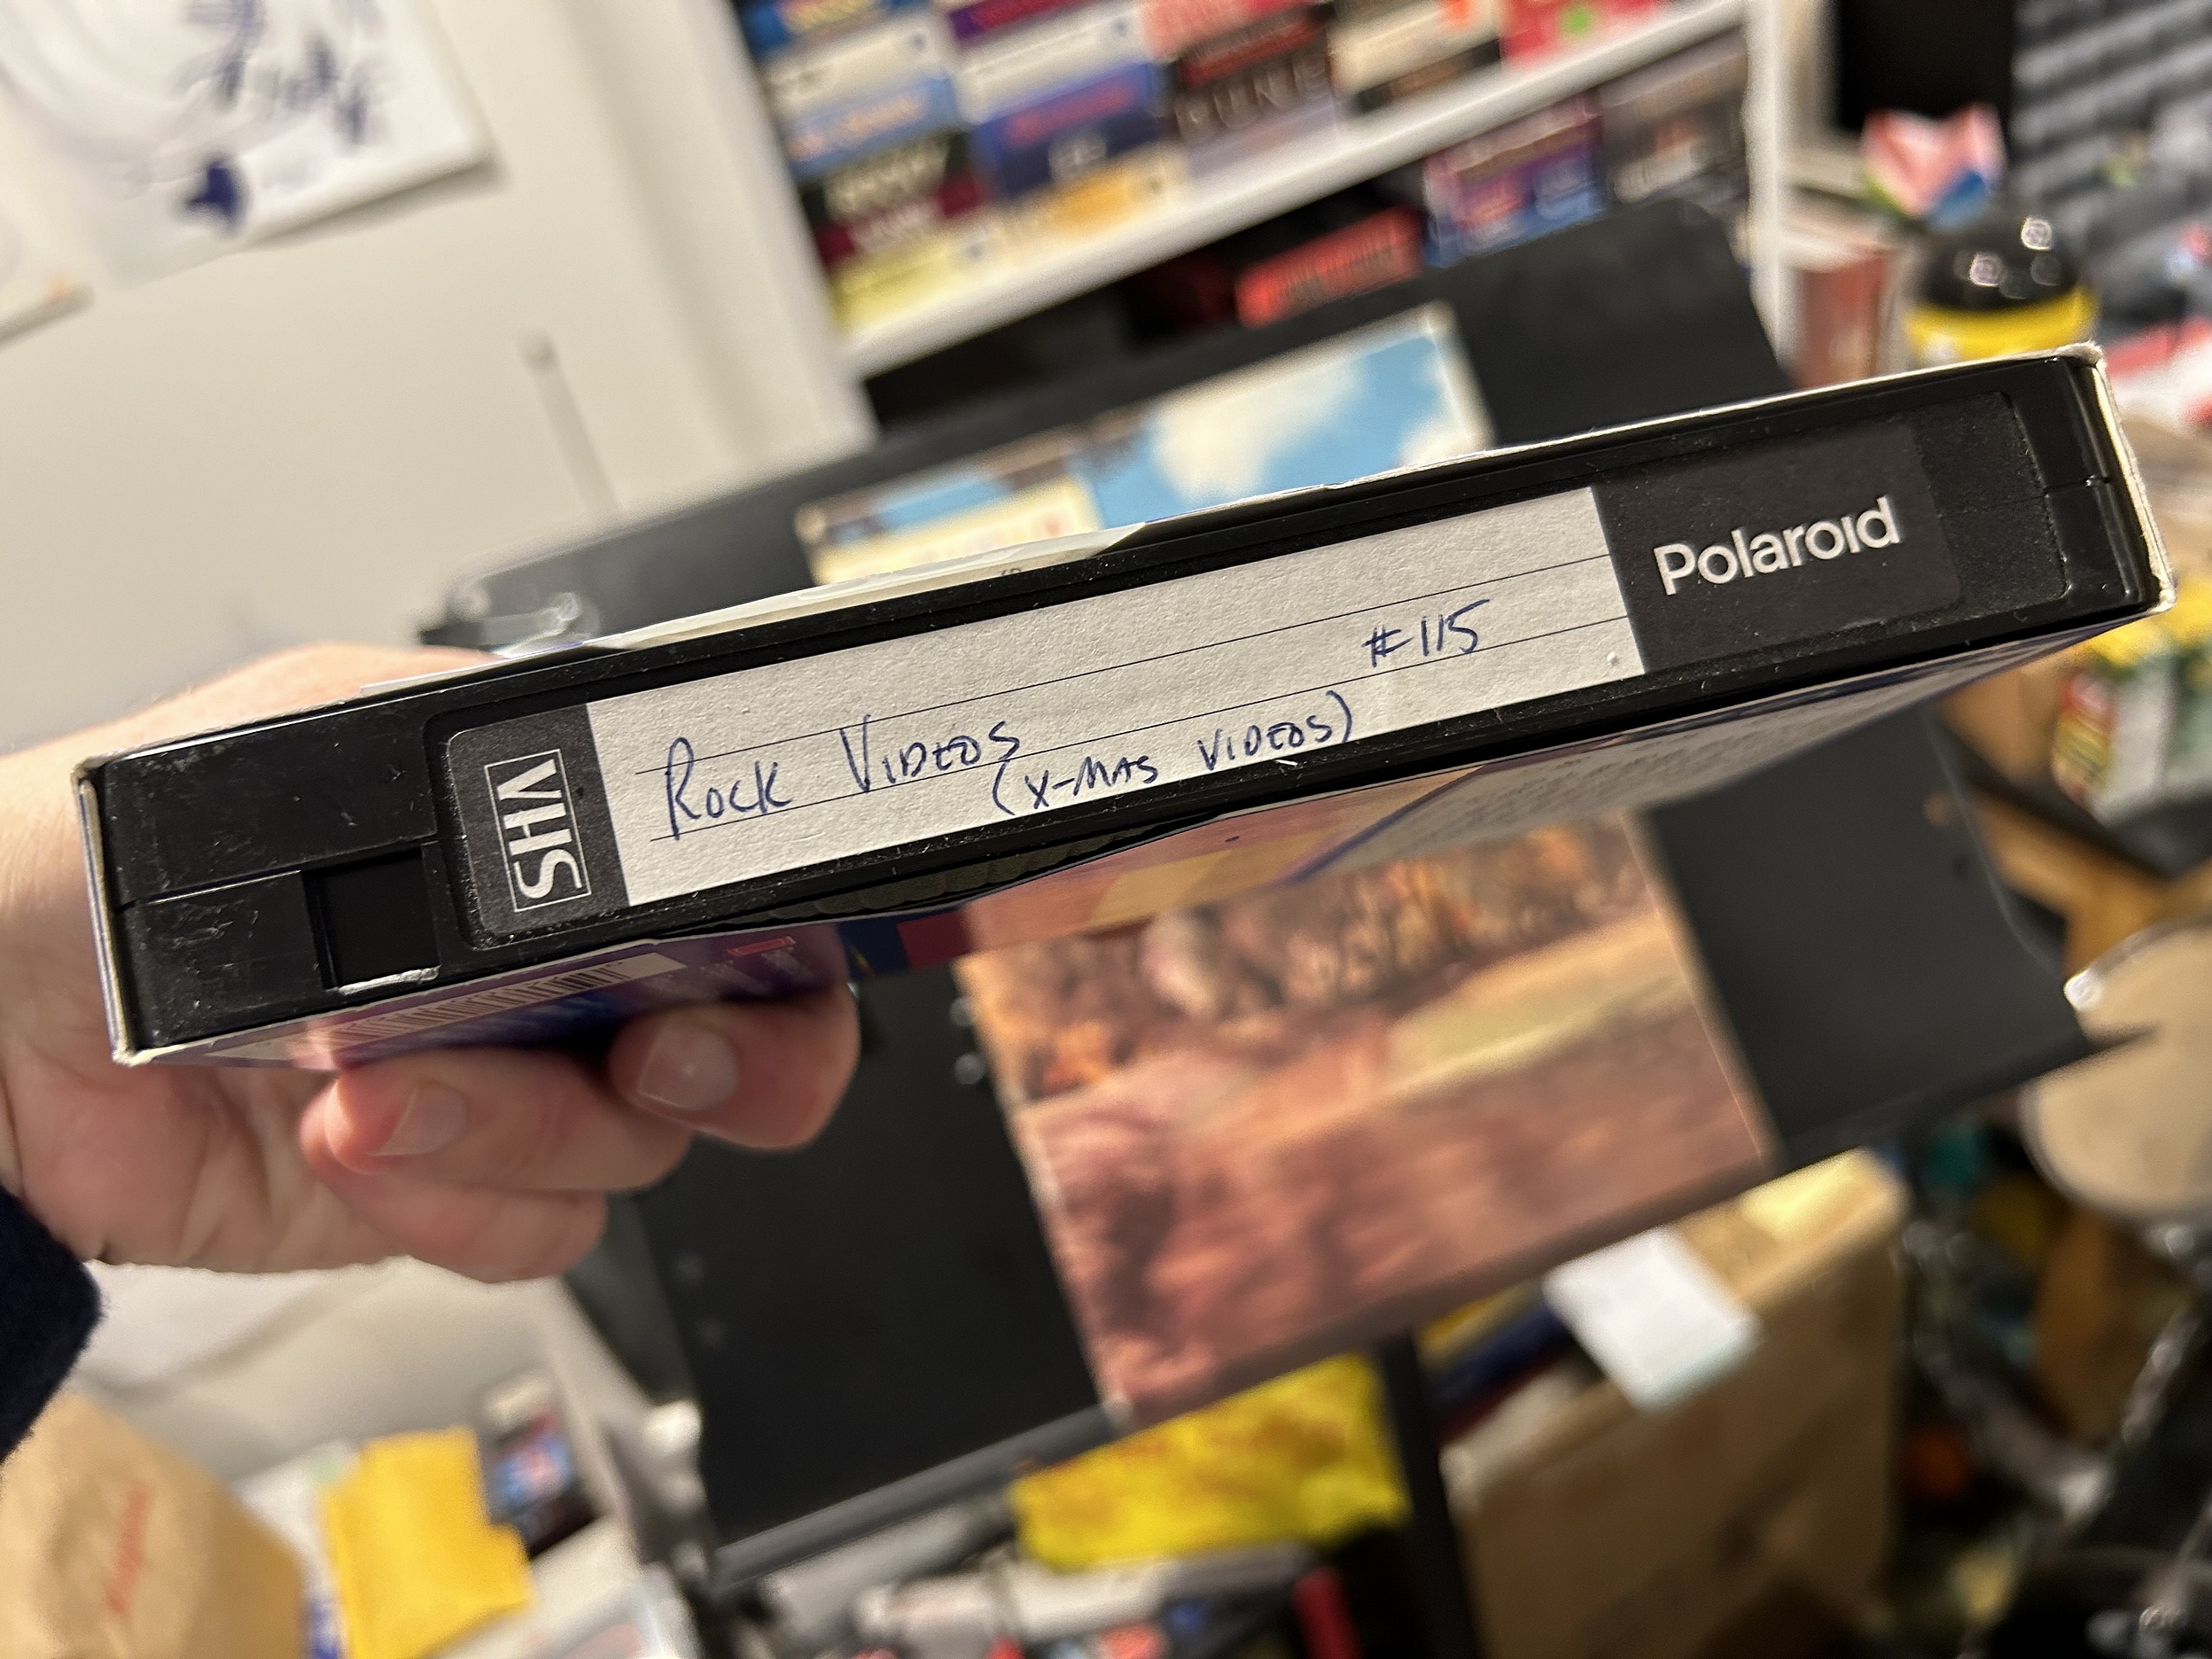 VHS
Rock Videos
(X-Mas Videos)
#115
Polaroid